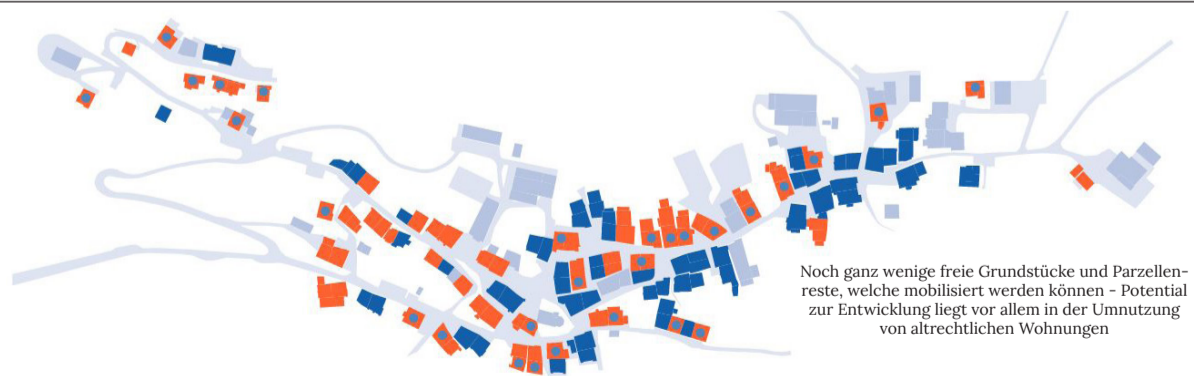 Noch ganz wenige freie Grundstücke und Parzellen-
reste, welche mobilisiert werden können - Potential
zur Entwicklung liegt vor allem in der Umnutzung
von altrechtlichen Wohnungen